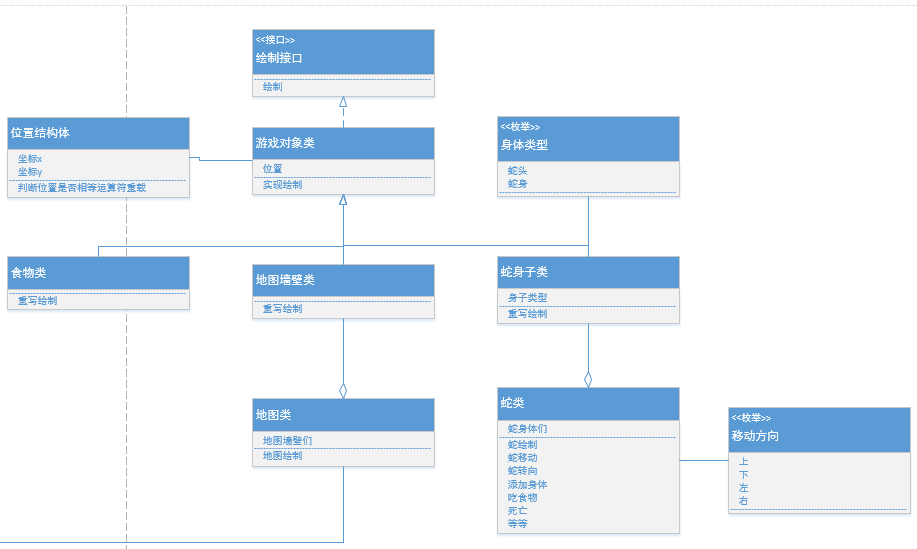 <<接口>>
绘制接口
绘制
位置结构体
坐标x
坐标y
判断位置是否相等运算符重载
游戏对象类
位置
实现绘制
<<枚举>>
身体类型
蛇头
蛇身
食物类
重写绘制
地图墙壁类
重写绘制
蛇身子类
身子类型
重写绘制
地图类
地图墙壁们
地图绘制
蛇类
蛇身体们
蛇绘制
蛇移动
蛇转向
添加身体
吃食物
死亡
等等
<<枚举>>
移动方向
上
下
左
右